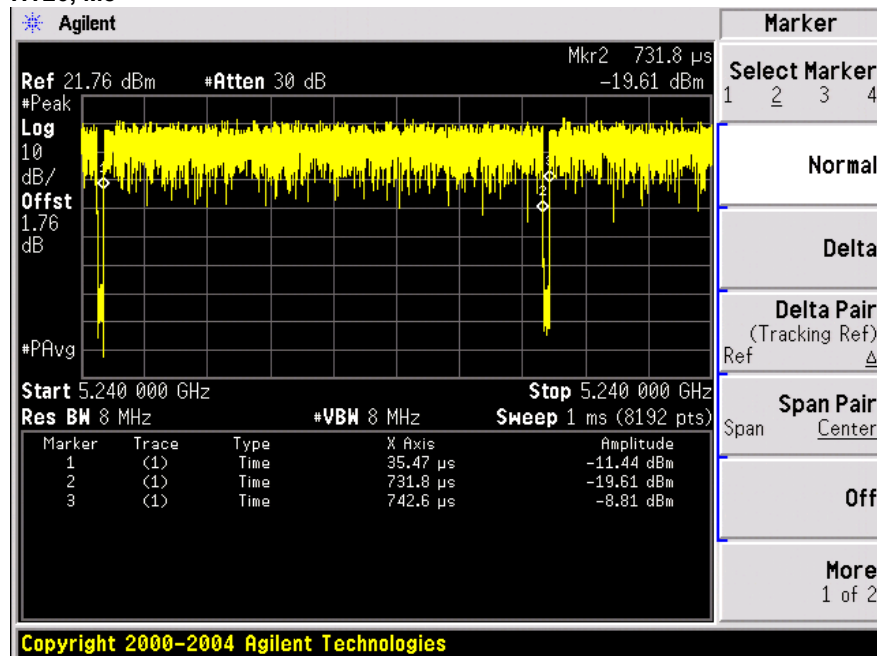 Agilent
Marker
Mkr2 731.8 µs
Ref 21.76 dBm #Atten 30 dB -19.61 dBm
#Peak
Log
10
dB/
Offst
1.76
dB
#PAvg
1
2
3
Start 5.240 000 GHz Stop 5.240 000 GHz
Res BW 8 MHz #VBW 8 MHz Sweep 1 ms (8192 pts)
Marker Trace Type X Axis Amplitude
1 (1) Time 35.47 µs -11.44 dBm
2 (1) Time 731.8 µs -19.61 dBm
3 (1) Time 742.6 µs -8.81 dBm
Select Marker
1 2 3 4
Normal
Delta
Delta Pair
(Tracking Ref)
Ref Δ
Span Pair
Span Center
Off
More
1 of 2
Copyright 2000-2004 Agilent Technologies